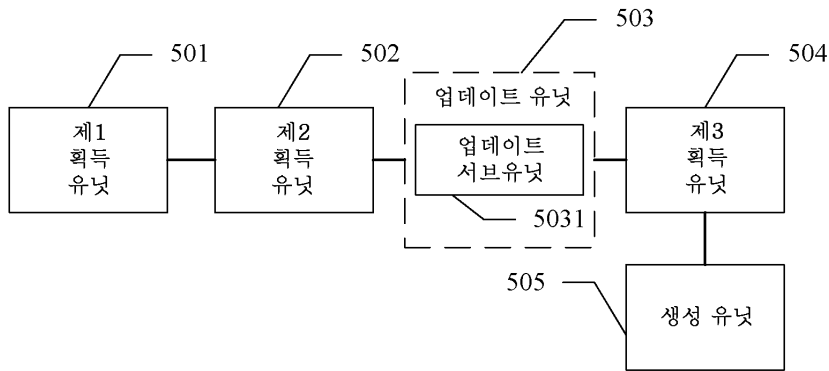 501
502
503
504
제1
획득
유닛
제2
획득
유닛
업데이트 유닛
업데이트
서브유닛
5031
제3
획득
유닛
505
생성 유닛